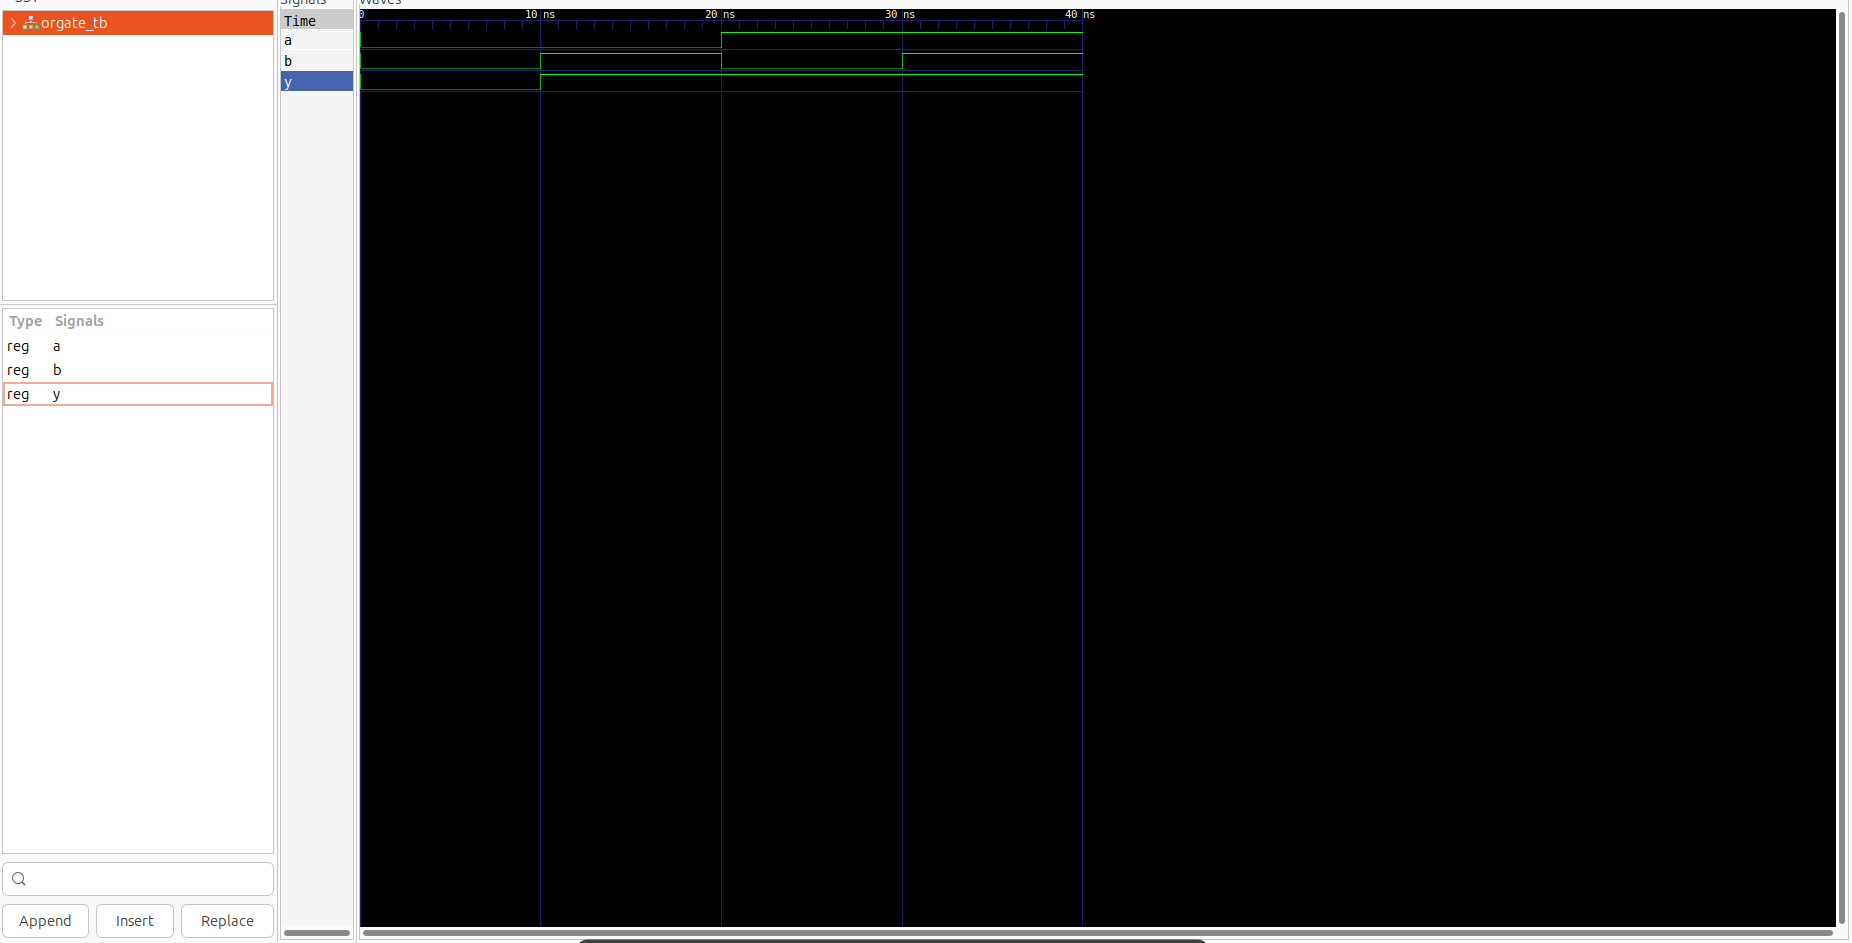 orgate_tb
Type Signals
reg a
reg b
reg y
Append Insert Replace
Signals
Time
a
b
y
Waves
0 10 ns 20 ns 30 ns 40 ns